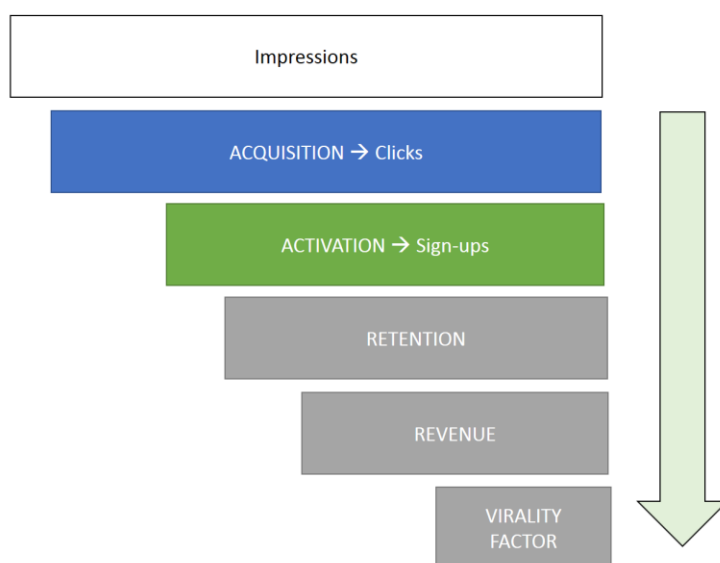 Impressions
ACQUISITION → Clicks
ACTIVATION → Sign-ups
RETENTION
REVENUE
VIRALITY
FACTOR